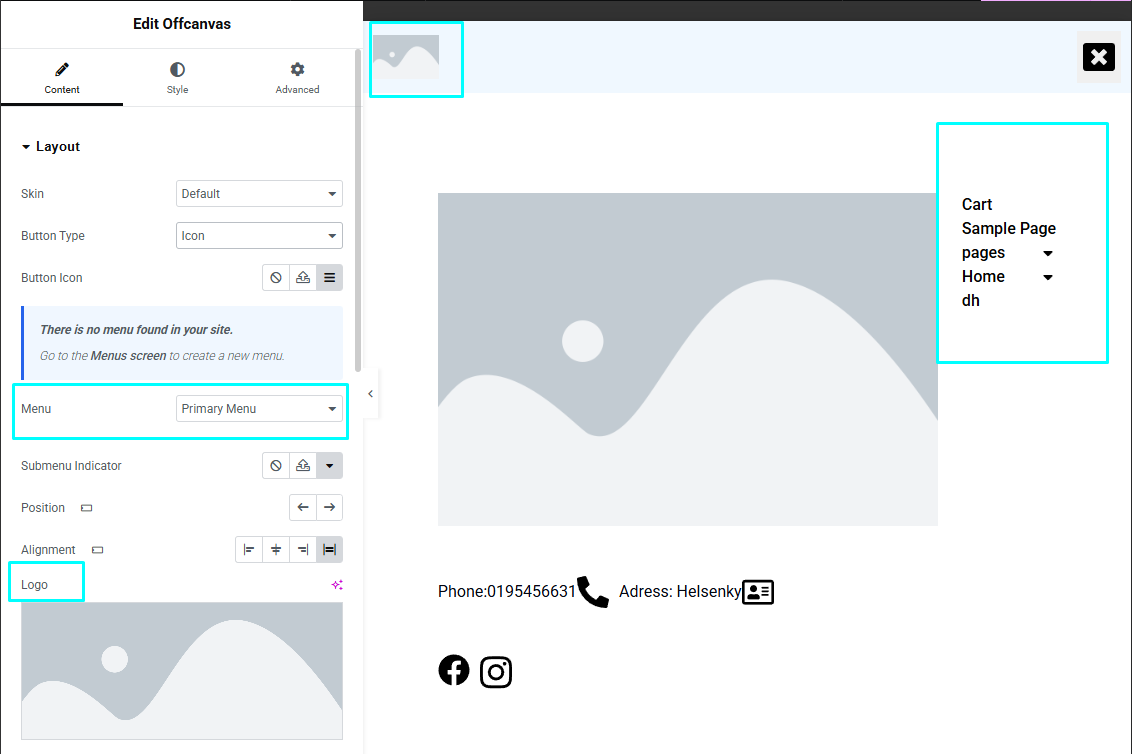 Edit Offcanvas
Content
Style
Advanced
Layout
Skin
Default
Button Type
Icon
Button Icon
There is no menu found in your site.
Go to the Menus screen to create a new menu.
Menu
Primary Menu
Submenu Indicator
Position
Alignment
Logo
Cart
Sample Page
pages
Home
dh
Phone:0195456631
Adress: Helsenky